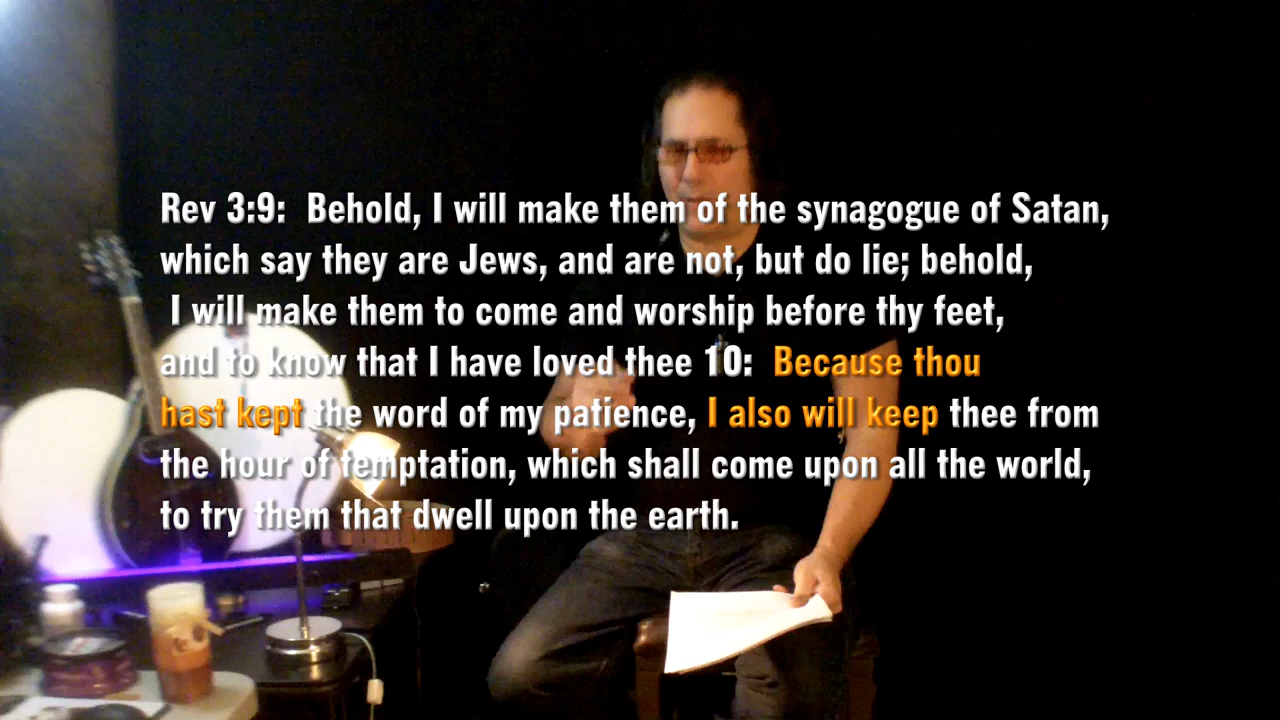 Rev 3:9:  Behold, I will make them of the synagogue of Satan,
which say they are Jews, and are not, but do lie; behold,
I will make them to come and worship before thy feet,
and to know that I have loved thee 10:  Because thou
hast kept the word of my patience, I also will keep thee from
the hour of temptation, which shall come upon all the world,
to try them that dwell upon the earth.